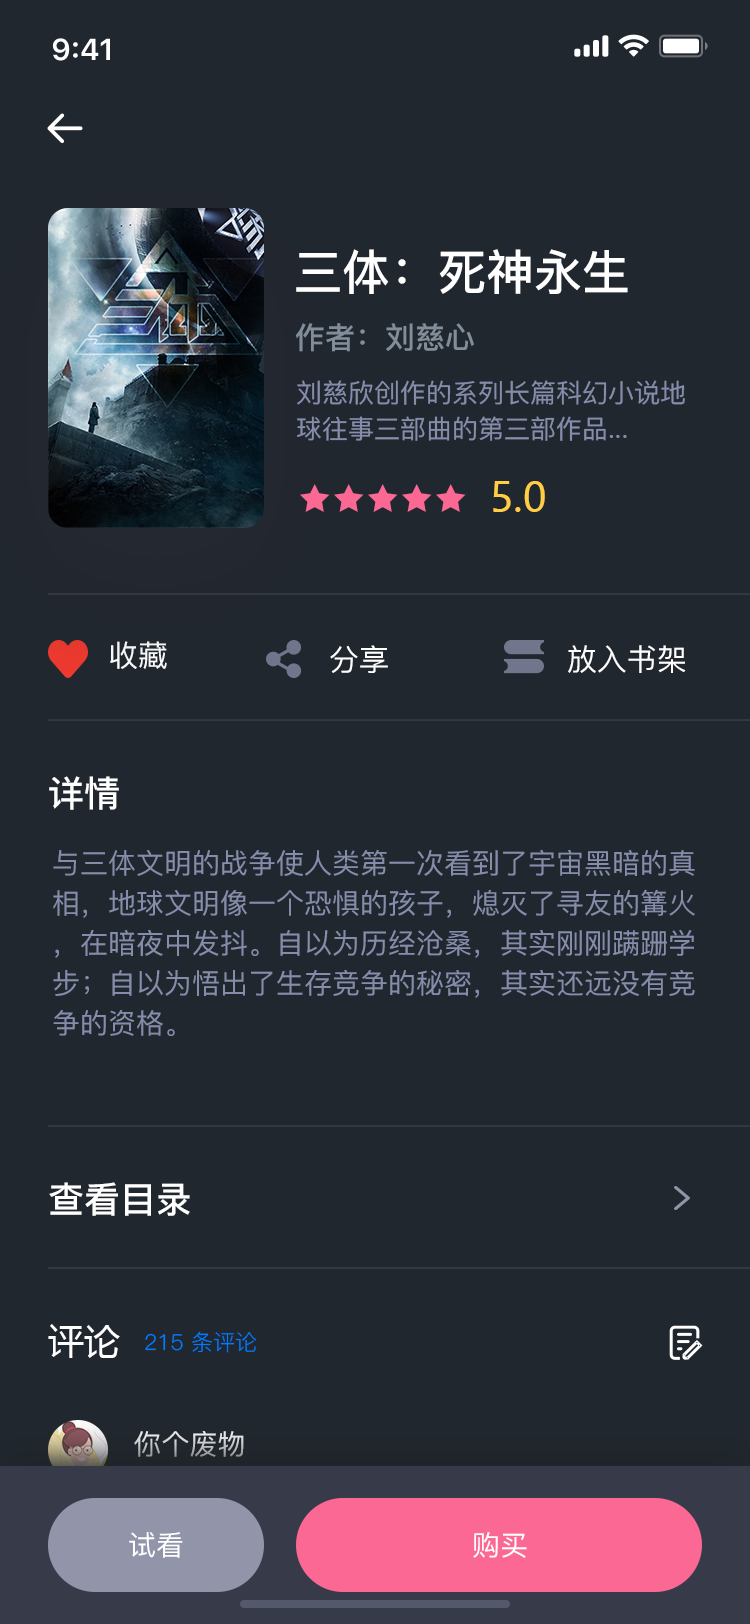 9:41
三体：死神永生
作者：刘慈心
刘慈欣创作的系列长篇科幻小说地
球往事三部曲的第三部作品...
5.0
收藏
分享
放入书架
详情
与三体文明的战争使人类第一次看到了宇宙黑暗的真
相，地球文明像一个恐惧的孩子，熄灭了寻友的篝火
，在暗夜中发抖。自以为历经沧桑，其实刚刚蹒跚学
步；自以为悟出了生存竞争的秘密，其实还远没有竞
争的资格。
查看目录
评论
215 条评论
你个废物
试看
购买